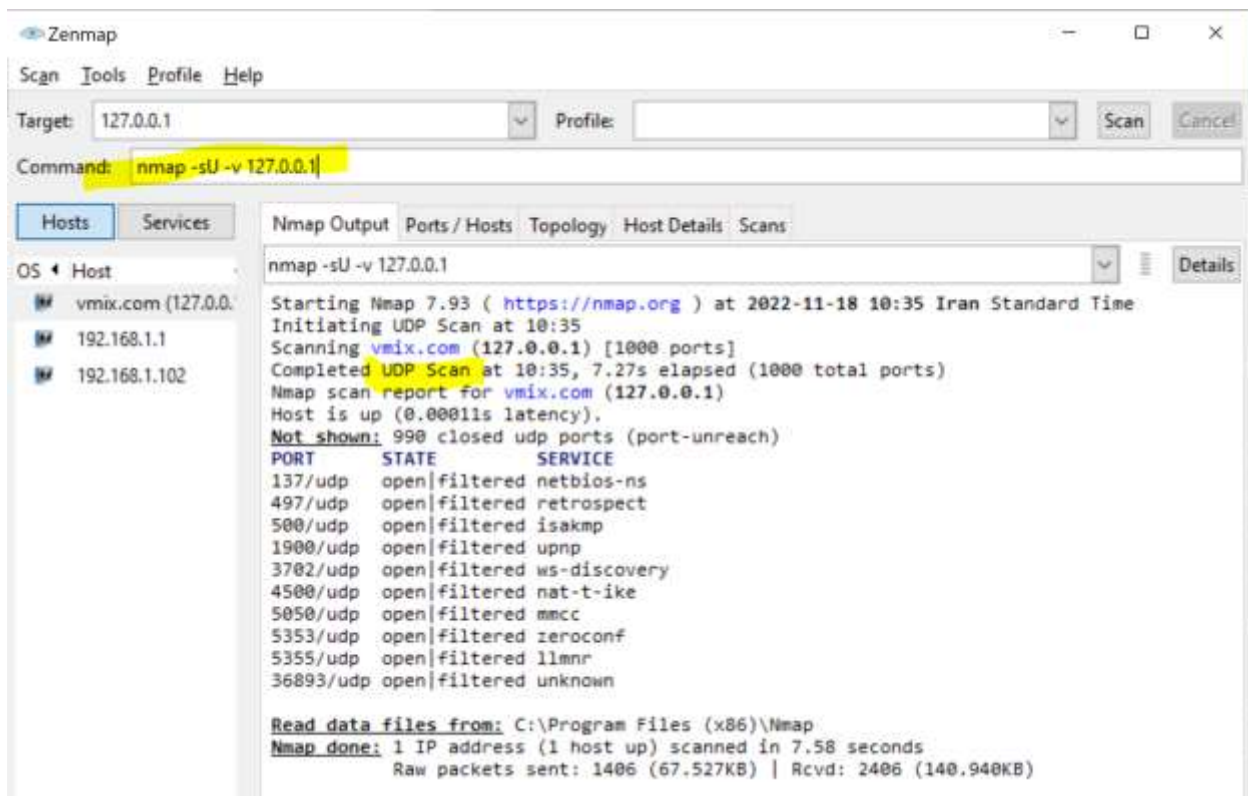 Zenmap
Scan Tools Profile Help
Target: 127.0.0.1 Profile: Scan Cancel
Command: nmap -sU -v 127.0.0.1
Hosts Services Nmap Output Ports / Hosts Topology Host Details Scans
OS Host nmap -sU -v 127.0.0.1 Details
vmix.com (127.0.0.
192.168.1.1
192.168.1.102
Starting Nmap 7.93 ( https://nmap.org ) at 2022-11-18 10:35 Iran Standard Time
Initiating UDP Scan at 10:35
Scanning vmix.com (127.0.0.1) [1000 ports]
Completed UDP Scan at 10:35, 7.27s elapsed (1000 total ports)
Nmap scan report for vmix.com (127.0.0.1)
Host is up (0.00011s latency).
Not shown: 990 closed udp ports (port-unreach)
PORT STATE SERVICE
137/udp open|filtered netbios-ns
497/udp open|filtered retrospect
500/udp open|filtered isakmp
1900/udp open|filtered upnp
3702/udp open|filtered ws-discovery
4500/udp open|filtered nat-t-ike
5050/udp open|filtered mmcc
5353/udp open|filtered zeroconf
5355/udp open|filtered llmnr
36893/udp open|filtered unknown
Read data files from: C:\Program Files (x86)\Nmap
Nmap done: 1 IP address (1 host up) scanned in 7.58 seconds
Raw packets sent: 1406 (67.527KB) | Rcvd: 2406 (140.940KB)